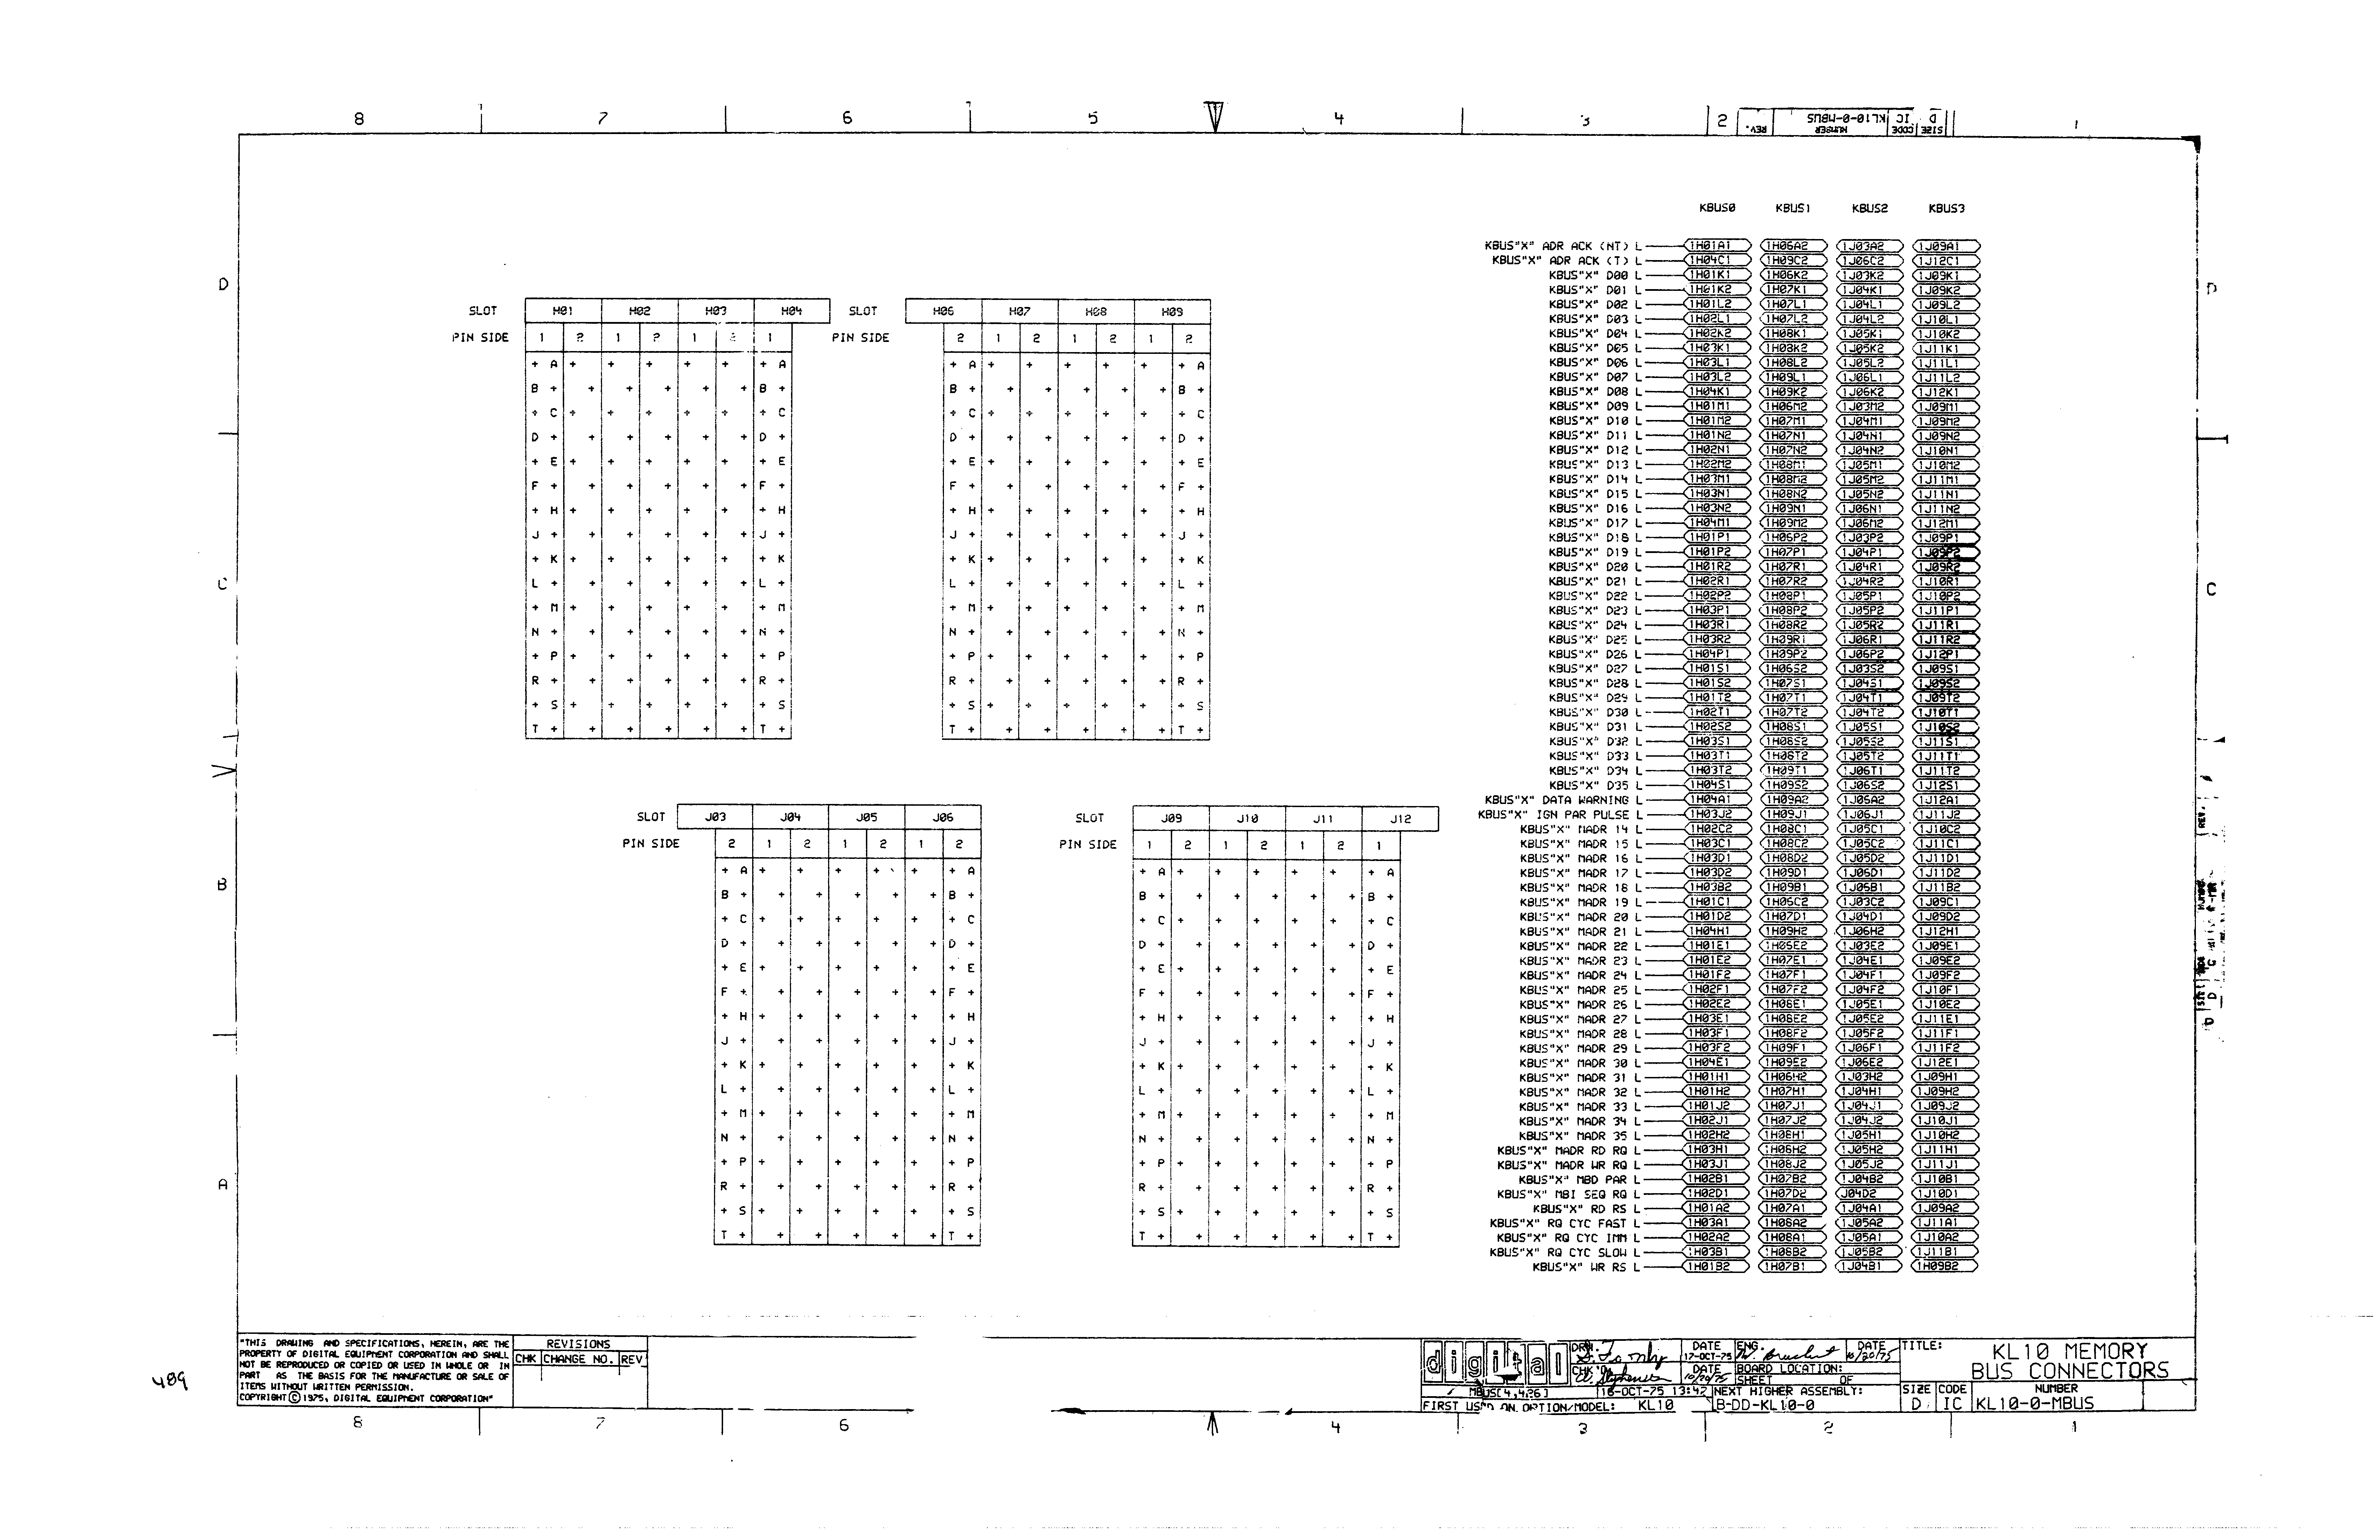 8 7 6 5 4 3 2 1
REV. NUMBER KL10-0-MBUS CODE IC SIZE D
KBUS0 KBUS1 KBUS2 KBUS3
KBUS"X" ADR ACK (NT) L 1H01A1 1H06A2 1J03A2 1J09A1
KBUS"X" ADR ACK (T) L 1H04C1 1H09C2 1J06C2 1J12C1
KBUS"X" D00 L 1H01K1 1H06K2 1J03K2 1J09K1
KBUS"X" D01 L 1H01K2 1H07K1 1J04K1 1J09K2
KBUS"X" D02 L 1H01L2 1H07L1 1J04L1 1J09L2
KBUS"X" D03 L 1H02L1 1H07L2 1J04L2 1J10L1
KBUS"X" D04 L 1H02K2 1H08K1 1J05K1 1J10K2
KBUS"X" D05 L 1H03K1 1H08K2 1J05K2 1J11K1
KBUS"X" D06 L 1H03L1 1H08L2 1J05L2 1J11L1
KBUS"X" D07 L 1H03L2 1H09L1 1J06L1 1J11L2
KBUS"X" D08 L 1H04K1 1H09K2 1J06K2 1J12K1
KBUS"X" D09 L 1H01M1 1H06M2 1J03M2 1J09M1
KBUS"X" D10 L 1H01M2 1H07M1 1J04M1 1J09M2
KBUS"X" D11 L 1H01N2 1H07N1 1J04N1 1J09N2
KBUS"X" D12 L 1H02N1 1H07N2 1J04N2 1J10N1
KBUS"X" D13 L 1H02M2 1H08M1 1J05M1 1J10M2
KBUS"X" D14 L 1H03M1 1H08M2 1J05M2 1J11M1
KBUS"X" D15 L 1H03N1 1H08N2 1J05N2 1J11N1
KBUS"X" D16 L 1H03N2 1H09N1 1J06N1 1J11N2
KBUS"X" D17 L 1H04M1 1H09M2 1J06M2 1J12M1
KBUS"X" D18 L 1H01P1 1H06P2 1J03P2 1J09P1
KBUS"X" D19 L 1H01P2 1H07P1 1J04P1 1J09P2
KBUS"X" D20 L 1H01R2 1H07R1 1J04R1 1J09R2
KBUS"X" D21 L 1H02R1 1H07R2 1J04R2 1J10R1
KBUS"X" D22 L 1H02P2 1H08P1 1J05P1 1J10P2
KBUS"X" D23 L 1H03P1 1H08P2 1J05P2 1J11P1
KBUS"X" D24 L 1H03R1 1H08R2 1J05R2 1J11R1
KBUS"X" D25 L 1H03R2 1H09R1 1J06R1 1J11R2
KBUS"X" D26 L 1H04P1 1H09P2 1J06P2 1J12P1
KBUS"X" D27 L 1H01S1 1H06S2 1J03S2 1J09S1
KBUS"X" D28 L 1H01S2 1H07S1 1J04S1 1J09S2
KBUS"X" D29 L 1H01T2 1H07T1 1J04T1 1J09T2
KBUS"X" D30 L 1H02T1 1H07T2 1J04T2 1J10T1
KBUS"X" D31 L 1H02S2 1H08S1 1J05S1 1J10S2
KBUS"X" D32 L 1H03S1 1H08S2 1J05S2 1J11S1
KBUS"X" D33 L 1H03T1 1H08T2 1J05T2 1J11T1
KBUS"X" D34 L 1H03T2 1H09T1 1J06T1 1J11T2
KBUS"X" D35 L 1H04S1 1H09S2 1J06S2 1J12S1
KBUS"X" DATA WARNING L 1H04A1 1H09A2 1J06A2 1J12A1
KBUS"X" IGN PAR PULSE L 1H03J2 1H09J1 1J06J1 1J11J2
KBUS"X" MADR 14 L 1H02C2 1H08C1 1J05C1 1J10C2
KBUS"X" MADR 15 L 1H03C1 1H08C2 1J05C2 1J11C1
KBUS"X" MADR 16 L 1H03D1 1H08D2 1J05D2 1J11D1
KBUS"X" MADR 17 L 1H03D2 1H09D1 1J06D1 1J11D2
KBUS"X" MADR 18 L 1H03B2 1H09B1 1J06B1 1J11B2
KBUS"X" MADR 19 L 1H01C1 1H06C2 1J03C2 1J09C1
KBUS"X" MADR 20 L 1H01D2 1H07D1 1J04D1 1J09D2
KBUS"X" MADR 21 L 1H04H1 1H09H2 1J06H2 1J12H1
KBUS"X" MADR 22 L 1H01E1 1H06E2 1J03E2 1J09E1
KBUS"X" MADR 23 L 1H01E2 1H07E1 1J04E1 1J09E2
KBUS"X" MADR 24 L 1H01F2 1H07F1 1J04F1 1J09F2
KBUS"X" MADR 25 L 1H02F1 1H07F2 1J04F2 1J10F1
KBUS"X" MADR 26 L 1H02E2 1H08E1 1J05E1 1J10E2
KBUS"X" MADR 27 L 1H03E1 1H08E2 1J05E2 1J11E1
KBUS"X" MADR 28 L 1H03F1 1H08F2 1J05F2 1J11F1
KBUS"X" MADR 29 L 1H03F2 1H09F1 1J06F1 1J11F2
KBUS"X" MADR 30 L 1H04E1 1H09E2 1J06E2 1J12E1
KBUS"X" MADR 31 L 1H01H1 1H06H2 1J03H2 1J09H1
KBUS"X" MADR 32 L 1H01H2 1H07H1 1J04H1 1J09H2
KBUS"X" MADR 33 L 1H01J2 1H07J1 1J04J1 1J09J2
KBUS"X" MADR 34 L 1H02J1 1H07J2 1J04J2 1J10J1
KBUS"X" MADR 35 L 1H02H2 1H08H1 1J05H1 1J10H2
KBUS"X" MADR RD RQ L 1H03H1 1H08H2 1J05H2 1J11H1
KBUS"X" MADR WR RQ L 1H03J1 1H08J2 1J05J2 1J11J1
KBUS"X" MBD PAR L 1H02B1 1H07B2 1J04B2 1J10B1
KBUS"X" MBI SEQ RQ L 1H02D1 1H07D2 J04D2 1J10D1
KBUS"X" RD RS L 1H01A2 1H07A1 1J04A1 1J09A2
KBUS"X" RQ CYC FAST L 1H03A1 1H08A2 1J05A2 1J11A1
KBUS"X" RQ CYC IMM L 1H02A2 1H08A1 1J05A1 1J10A2
KBUS"X" RQ CYC SLOW L 1H03B1 1H08B2 1J05B2 1J11B1
KBUS"X" WR RS L 1H01B2 1H07B1 1J04B1 1H09B2
D
C
B
A
SLOT H01 H02 H03 H04
PIN SIDE 1 2 1 2 1 2 1
A A
B B
C C
D D
E E
F F
H H
J J
K K
L L
M M
N N
P P
R R
S S
T T
SLOT H06 H07 H08 H09
PIN SIDE 2 1 2 1 2 1 2
A A
B B
C C
D D
E E
F F
H H
J J
K K
L L
M M
N N
P P
R R
S S
T T
SLOT J03 J04 J05 J06
PIN SIDE 2 1 2 1 2 1 2
A A
B B
C C
D D
E E
F F
H H
J J
K K
L L
M M
N N
P P
R R
S S
T T
SLOT J09 J10 J11 J12
PIN SIDE 1 2 1 2 1 2 1
A A
B B
C C
D D
E E
F F
H H
J J
K K
L L
M M
N N
P P
R R
S S
T T
D
C
489
"THIS DRAWING AND SPECIFICATIONS, HEREIN, ARE THE
PROPERTY OF DIGITAL EQUIPMENT CORPORATION AND SHALL
NOT BE REPRODUCED OR COPIED OR USED IN WHOLE OR IN
PART AS THE BASIS FOR THE MANUFACTURE OR SALE OF
ITEMS WITHOUT WRITTEN PERMISSION.
COPYRIGHT © 1975, DIGITAL EQUIPMENT CORPORATION"
REVISIONS
CHK CHANGE NO. REV
digital
DRN.
DATE 17-OCT-75
ENG.
DATE 10/20/75
CHK'D
DATE 10/20/75
BOARD LOCATION:
SHEET OF
MBUS[4,426] 16-OCT-75 13:47
NEXT HIGHER ASSEMBLY:
FIRST USED ON OPTION/MODEL: KL10
B-DD-KL10-0
TITLE: KL10 MEMORY
BUS CONNECTORS
SIZE CODE NUMBER
D IC KL10-0-MBUS
8 7 6 4 3 2 1